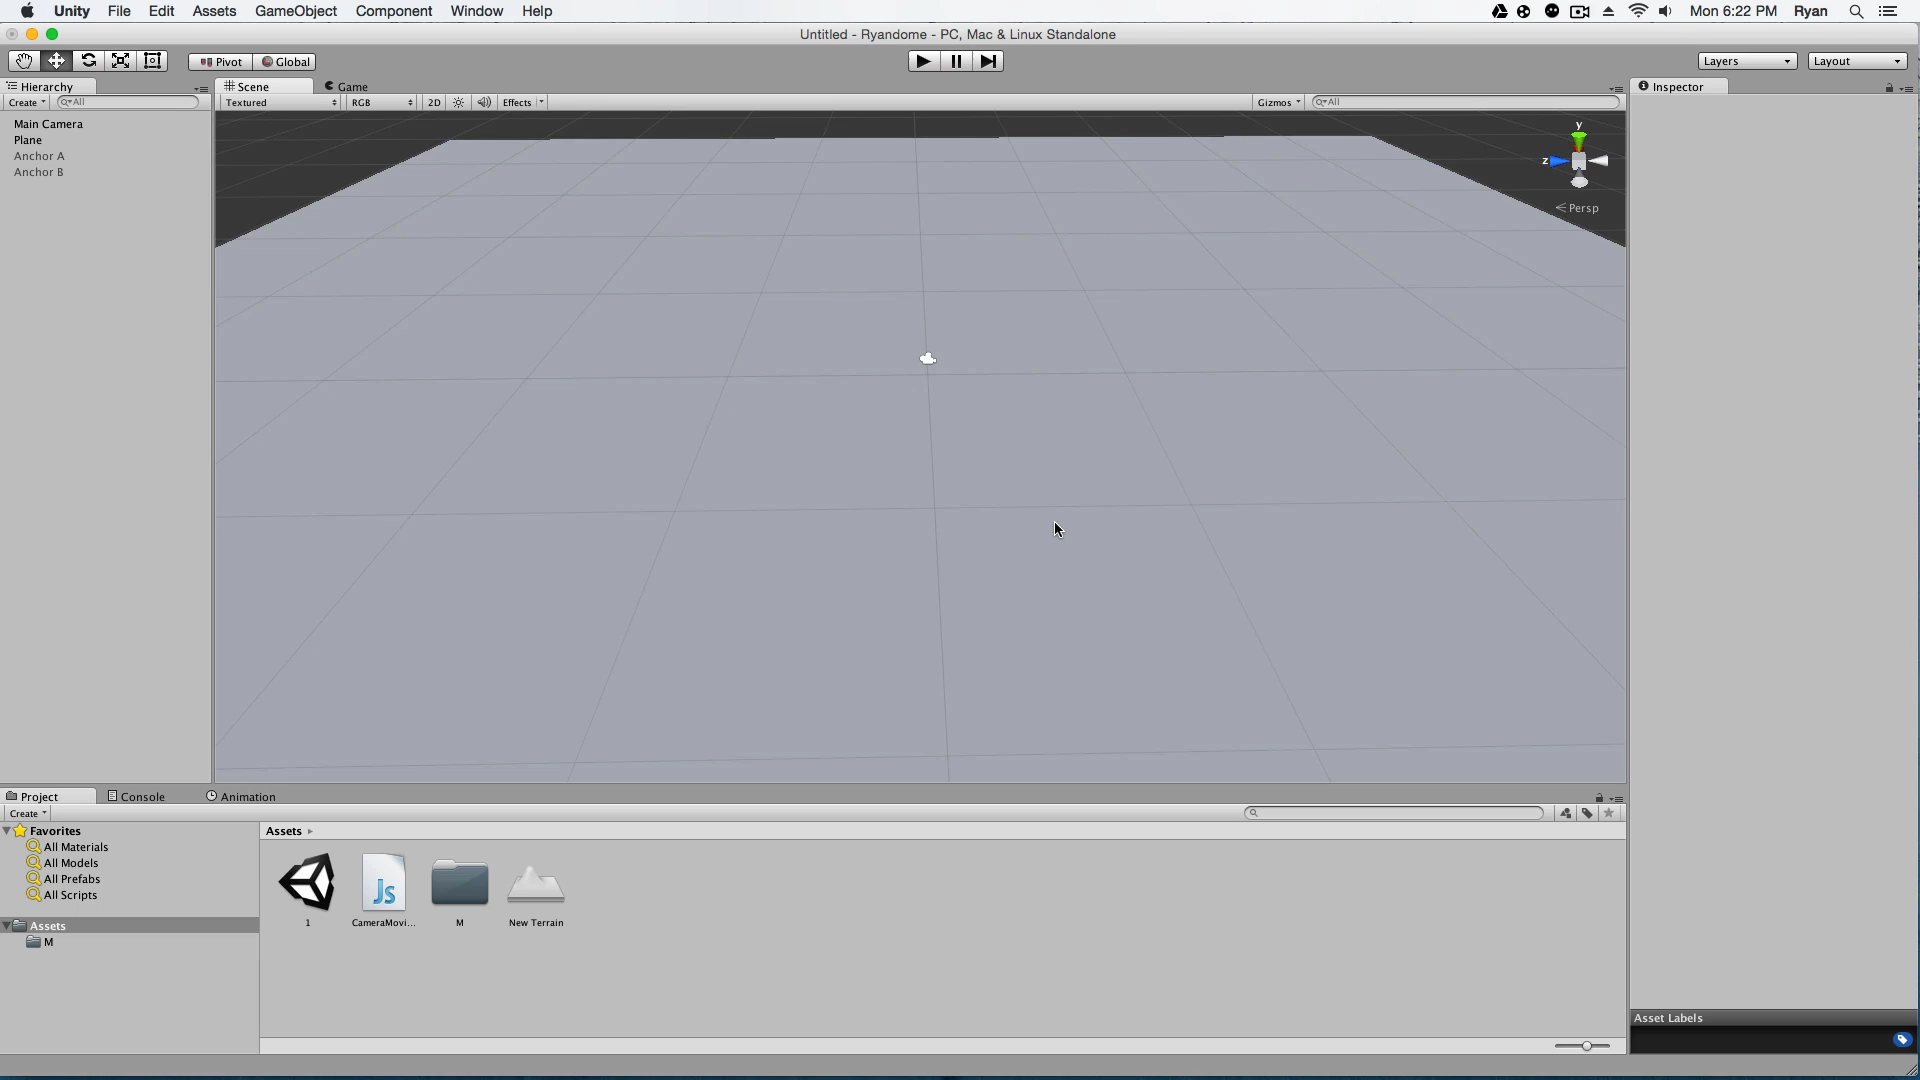 Unity File Edit Assets GameObject Component Window Help Mon 6:22 PM Ryan
Untitled - Ryandome - PC, Mac & Linux Standalone
Pivot Global Layers Layout
Hierarchy Scene Game Inspector
Create All Textured RGB 2D Effects Gizmos All
Main Camera
Plane
Anchor A
Anchor B
y
z
Persp
Project Console Animation
Create
Favorites
All Materials
All Models
All Prefabs
All Scripts
Assets
M
Assets
Js
1 CameraMovi... M New Terrain
Asset Labels